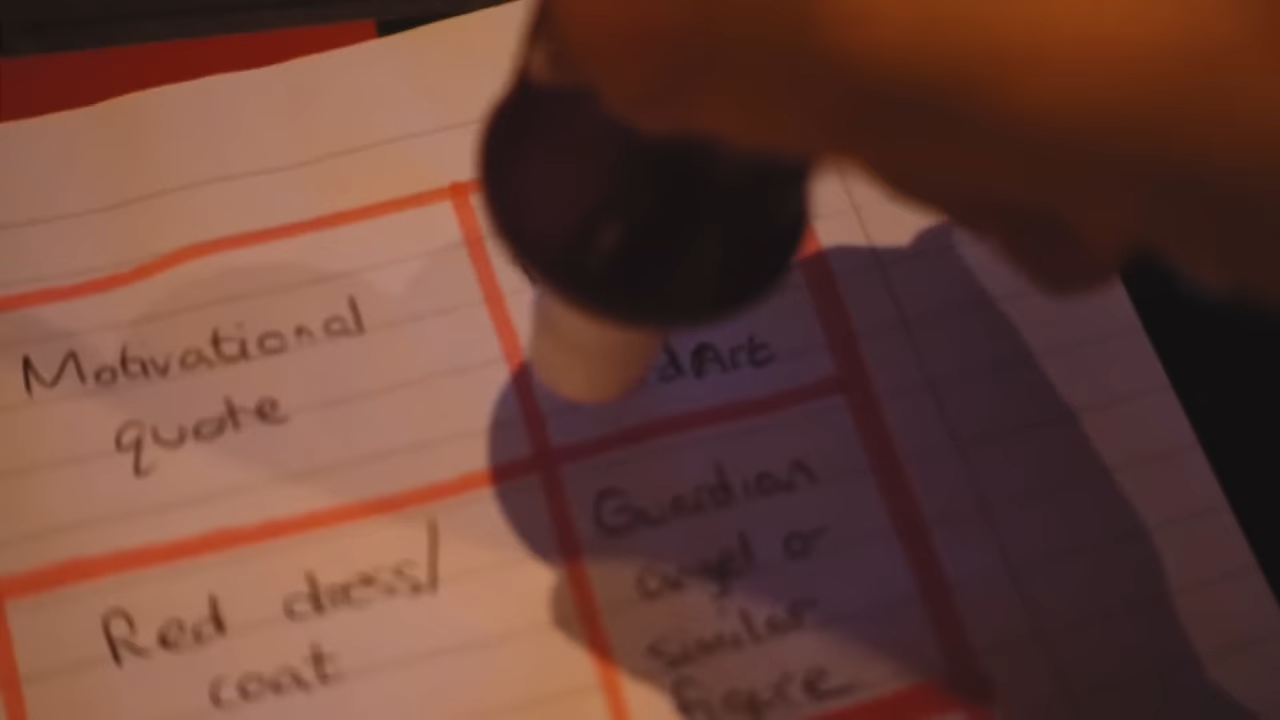 Motivational
quote
dArt
Red dress/
coat
Guardian
angel or
similar
figure